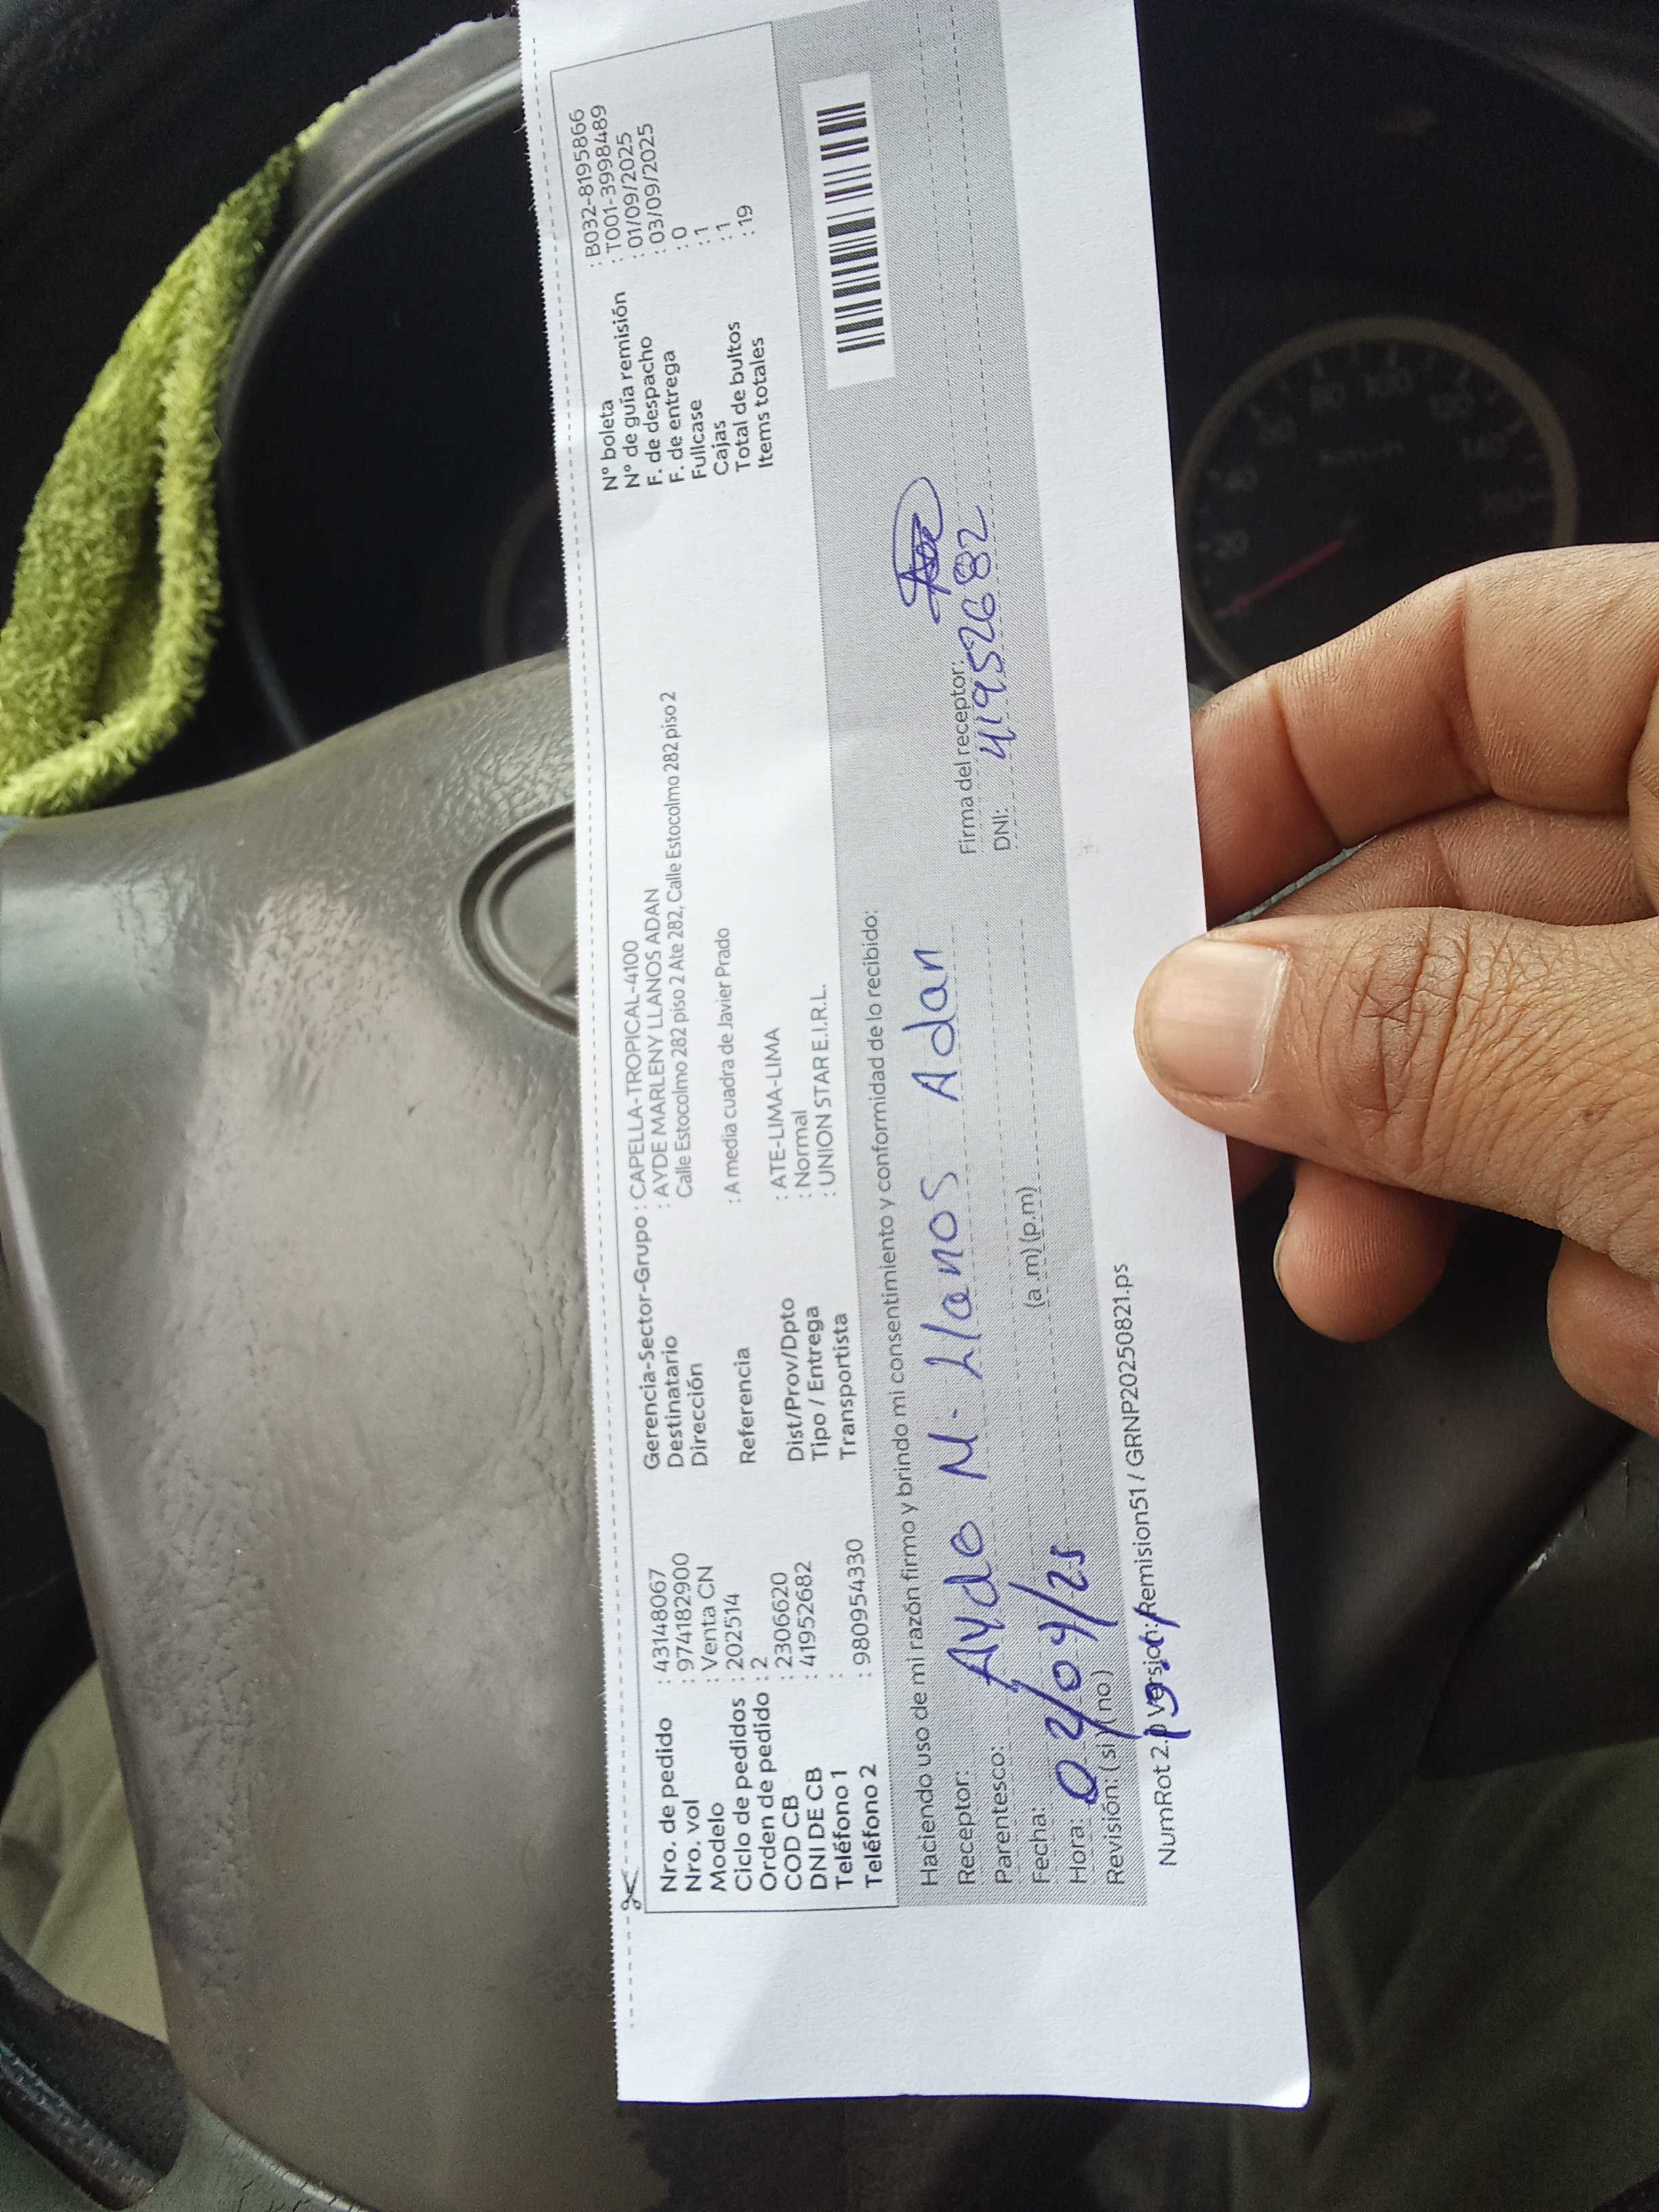 Nro. de pedido : 43148067
Nro. vol : 974182900
Modelo : Venta CN
Ciclo de pedidos : 202514
Orden de pedido : 2
COD CB : 2306620
DNI DE CB : 41952682
Teléfono 1 :
Teléfono 2 : 980954330
Gerencia-Sector-Grupo : CAPELLA-TROPICAL-4100
Destinatario : AYDE MARLENY LLANOS ADAN
Dirección Calle Estocolmo 282 piso 2 Ate 282, Calle Estocolmo 282 piso 2
Referencia : A media cuadra de Javier Prado
Dist/Prov/Dpto : ATE-LIMA-LIMA
Tipo / Entrega : Normal
Transportista : UNION STAR E.I.R.L.
N° boleta : B032-8195866
N° de guía remisión : T001-3998489
F. de despacho : 01/09/2025
F. de entrega : 03/09/2025
Fullcase : 0
Cajas : 1
Total de bultos : 1
Items totales : 19
Haciendo uso de mi razón firmo y brindo mi consentimiento y conformidad de lo recibido:
Receptor: Ayde M. Llanos Adan
Parentesco:
Fecha: 02/09/25
Hora: (a.m) (p.m)
Revisión: (si) (no)
Firma del receptor:
DNI: 41952682
NumRot 2. version: Remision51 / GRNP20250821.ps